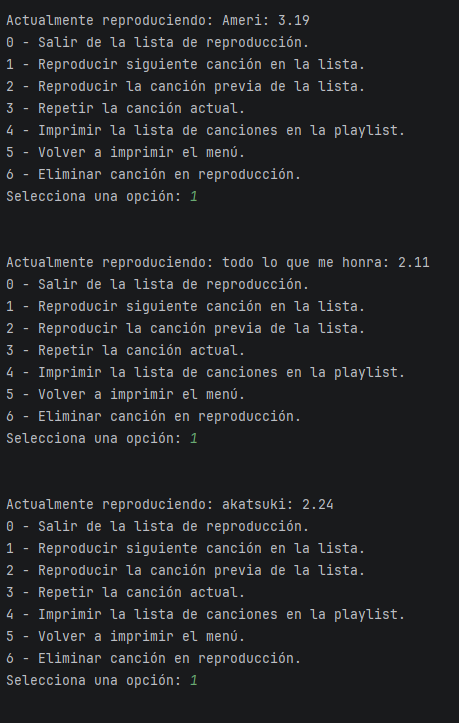 Actualmente reproduciendo: Ameri: 3.19
0 - Salir de la lista de reproducción.
1 - Reproducir siguiente canción en la lista.
2 - Reproducir la canción previa de la lista.
3 - Repetir la canción actual.
4 - Imprimir la lista de canciones en la playlist.
5 - Volver a imprimir el menú.
6 - Eliminar canción en reproducción.
Selecciona una opción: 1
Actualmente reproduciendo: todo lo que me honra: 2.11
0 - Salir de la lista de reproducción.
1 - Reproducir siguiente canción en la lista.
2 - Reproducir la canción previa de la lista.
3 - Repetir la canción actual.
4 - Imprimir la lista de canciones en la playlist.
5 - Volver a imprimir el menú.
6 - Eliminar canción en reproducción.
Selecciona una opción: 1
Actualmente reproduciendo: akatsuki: 2.24
0 - Salir de la lista de reproducción.
1 - Reproducir siguiente canción en la lista.
2 - Reproducir la canción previa de la lista.
3 - Repetir la canción actual.
4 - Imprimir la lista de canciones en la playlist.
5 - Volver a imprimir el menú.
6 - Eliminar canción en reproducción.
Selecciona una opción: 1